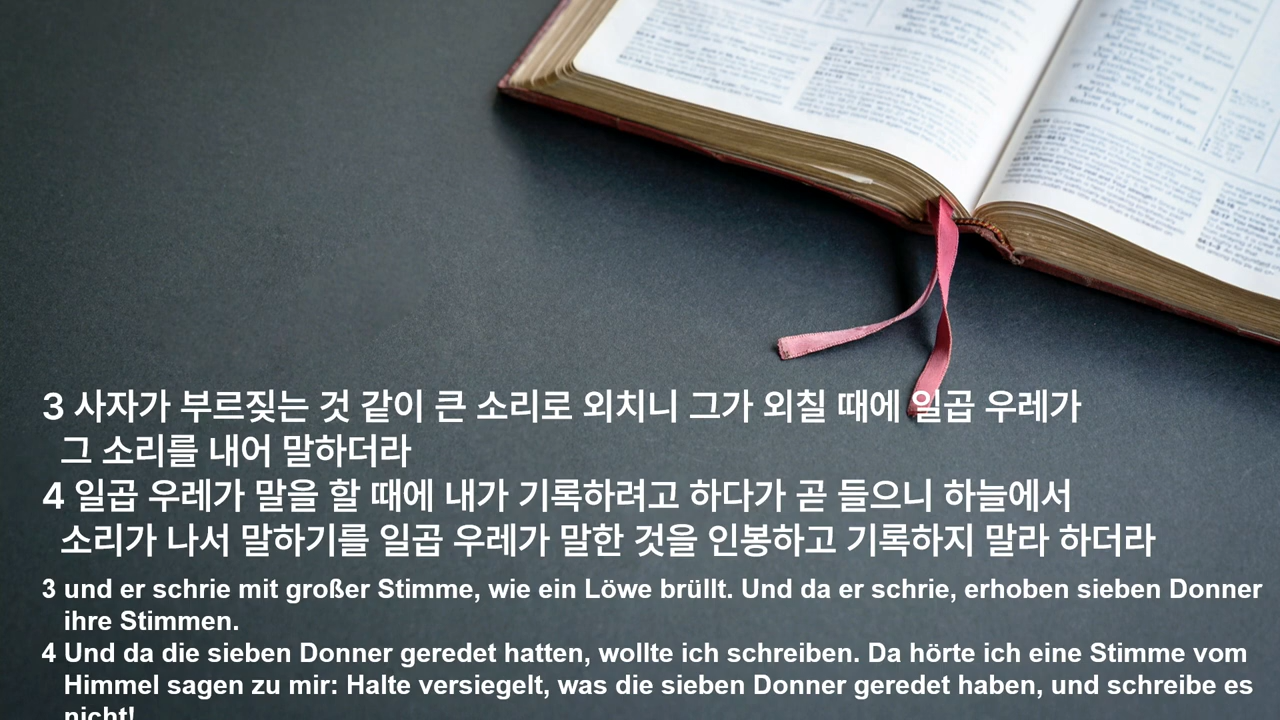 3 사자가 부르짖는 것 같이 큰 소리로 외치니 그가 외칠 때에 일곱 우레가
그 소리를 내어 말하더라
4 일곱 우레가 말을 할 때에 내가 기록하려고 하다가 곧 들으니 하늘에서
소리가 나서 말하기를 일곱 우레가 말한 것을 인봉하고 기록하지 말라 하더라
3 und er schrie mit großer Stimme, wie ein Löwe brüllt. Und da er schrie, erhoben sieben Donner
ihre Stimmen.
4 Und da die sieben Donner geredet hatten, wollte ich schreiben. Da hörte ich eine Stimme vom
Himmel sagen zu mir: Halte versiegelt, was die sieben Donner geredet haben, und schreibe es
nicht!